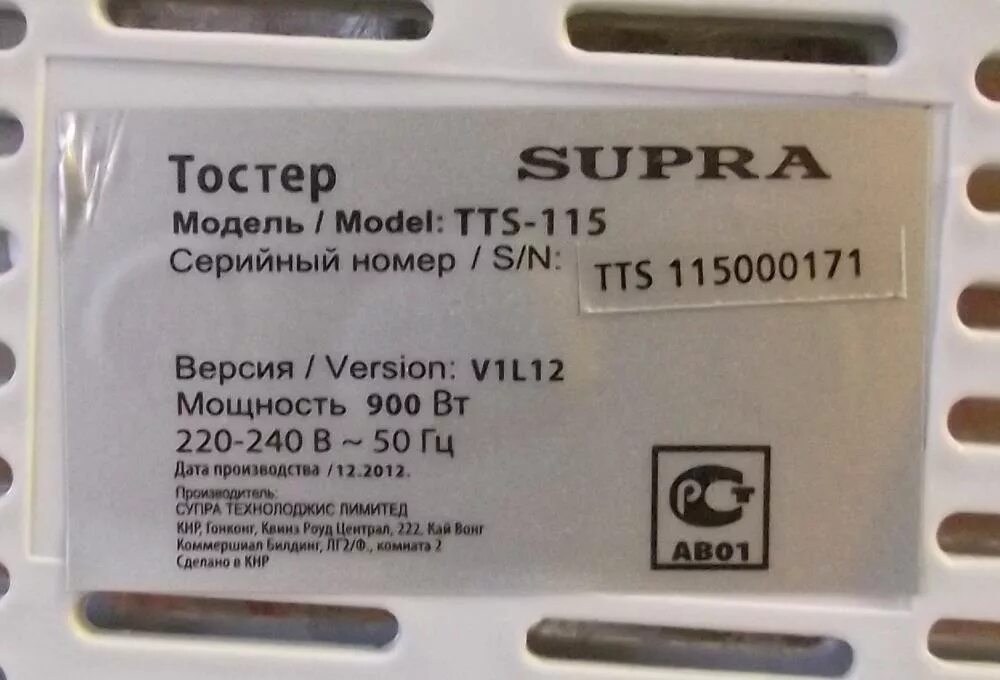 Тостер SUPRA
Модель / Model: TTS-115
Серийный номер / S/N: TTS 115000171
Версия / Version: V1L12
Мощность 900 Вт
220-240 В ~ 50 Гц
Дата производства /12.2012.
Производитель:
СУПРА ТЕХНОЛОДЖИС ЛИМИТЕД
КНР, Гонконг, Квинз Роуд Централ, 222, Кай Вонг
Коммершиал Билдинг, ЛГ2/Ф., комната 2
Сделано в КНР
РСТ
АВ01